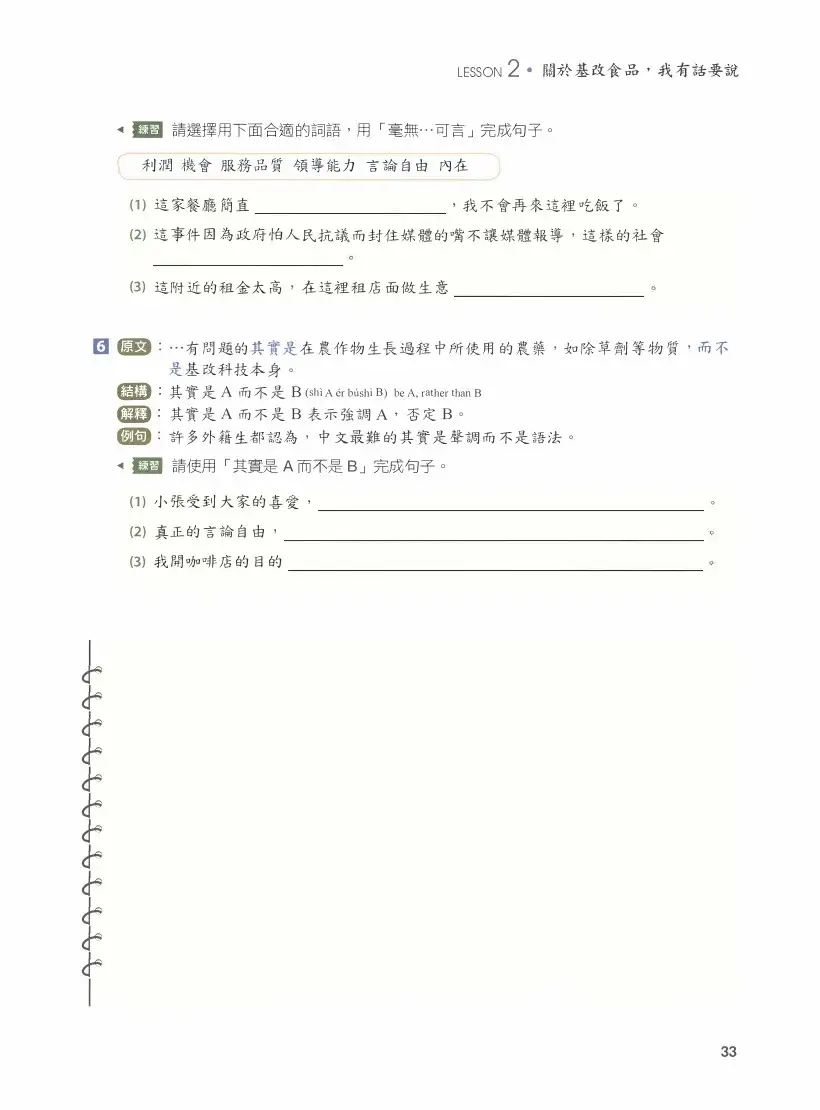 LESSON 2 • 關於基改食品，我有話要說
練習 請選擇用下面合適的詞語，用「毫無…可言」完成句子。
利潤 機會 服務品質 領導能力 言論自由 內在
(1) 這家餐廳簡直 ____________________，我不會再來這裡吃飯了。
(2) 這事件因為政府怕人民抗議而封住媒體的嘴不讓媒體報導，這樣的社會
____________________。
(3) 這附近的租金太高，在這裡租店面做生意 ____________________。
6 原文：…有問題的其實是在農作物生長過程中所使用的農藥，如除草劑等物質，而不
是基改科技本身。
結構：其實是 A 而不是 B (shì A ér búshì B) be A, rather than B
解釋：其實是 A 而不是 B 表示強調 A，否定 B。
例句：許多外籍生都認為，中文最難的其實是聲調而不是語法。
練習 請使用「其實是 A 而不是 B」完成句子。
(1) 小張受到大家的喜愛，____________________。
(2) 真正的言論自由，____________________。
(3) 我開咖啡店的目的 ____________________。
33